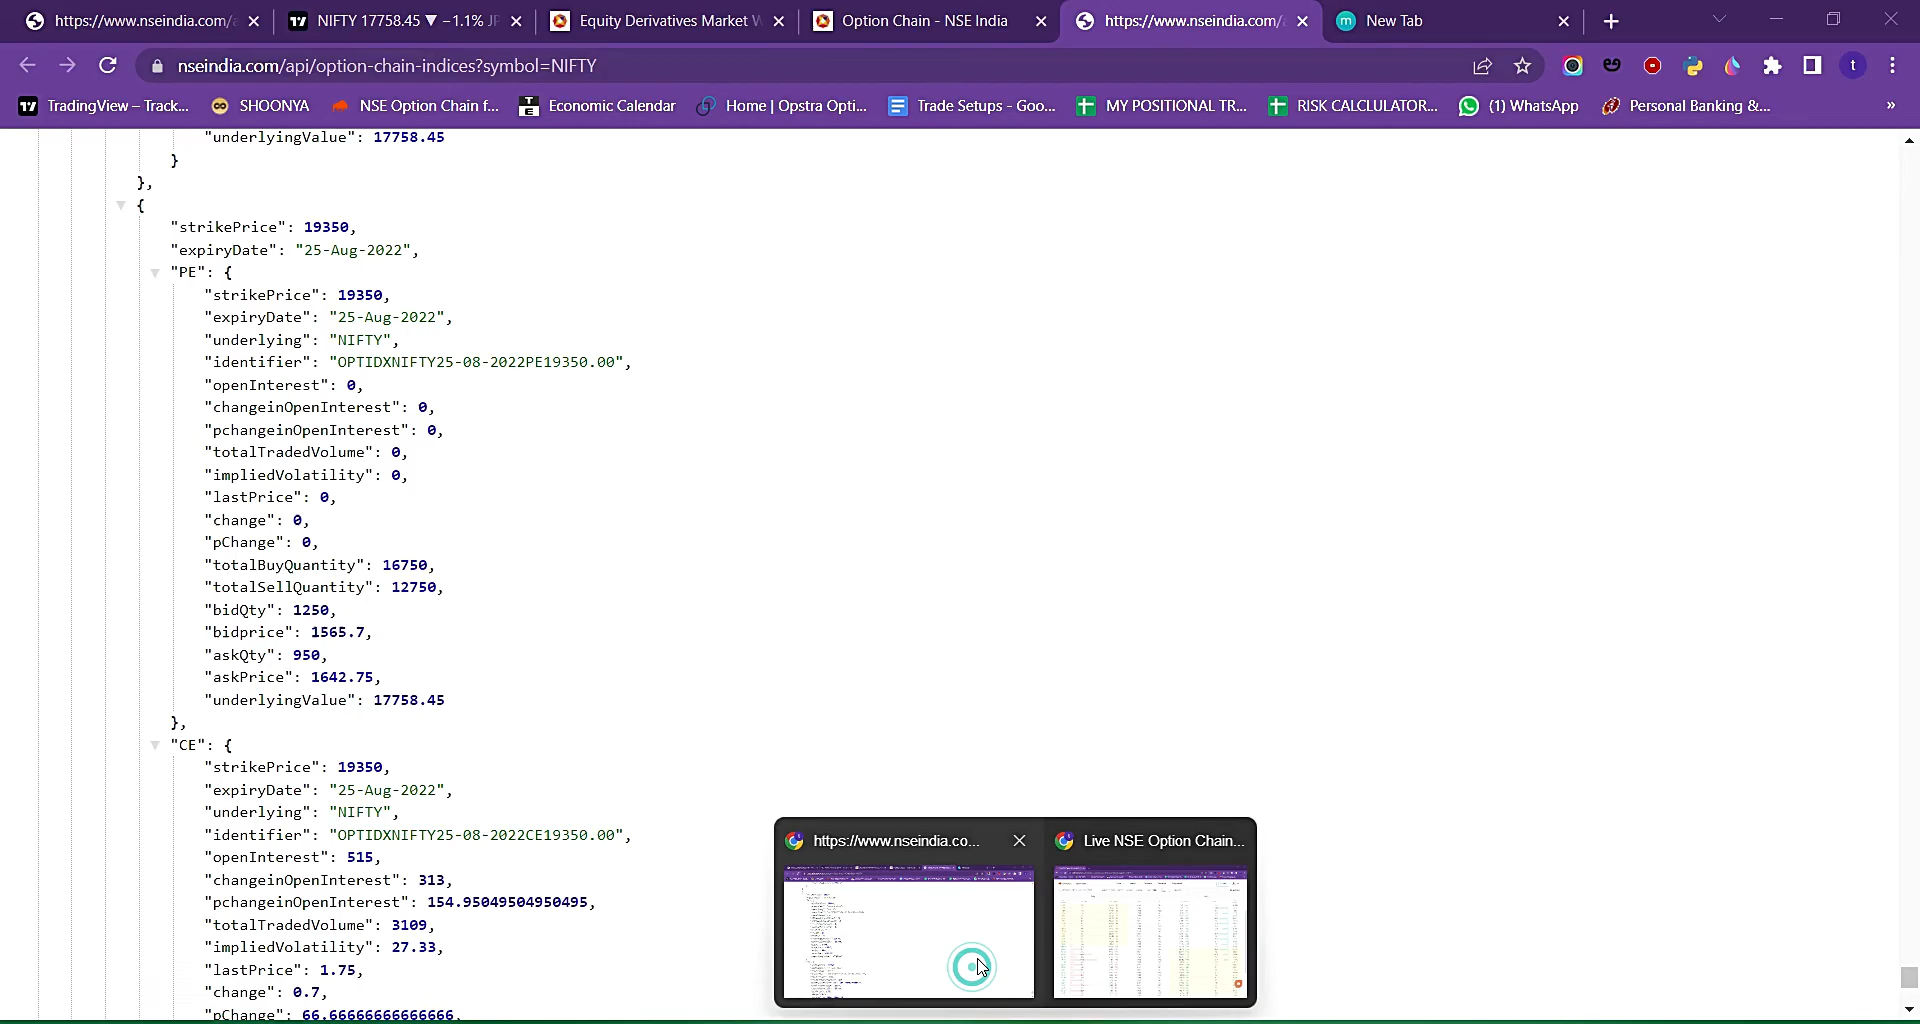 https://www.nseindia.com/a
NIFTY 17758.45 ▼ −1.1%
Equity Derivatives Market W
Option Chain - NSE India
https://www.nseindia.com/
New Tab
nseindia.com/api/option-chain-indices?symbol=NIFTY
t
TradingView – Track...
SHOONYA
NSE Option Chain f...
Economic Calendar
Home | Opstra Opti...
Trade Setups - Goo...
MY POSITIONAL TR...
RISK CALCLULATOR...
(1) WhatsApp
Personal Banking &...
»
"underlyingValue": 17758.45
}
},
{
"strikePrice": 19350,
"expiryDate": "25-Aug-2022",
"PE": {
"strikePrice": 19350,
"expiryDate": "25-Aug-2022",
"underlying": "NIFTY",
"identifier": "OPTIDXNIFTY25-08-2022PE19350.00",
"openInterest": 0,
"changeinOpenInterest": 0,
"pchangeinOpenInterest": 0,
"totalTradedVolume": 0,
"impliedVolatility": 0,
"lastPrice": 0,
"change": 0,
"pChange": 0,
"totalBuyQuantity": 16750,
"totalSellQuantity": 12750,
"bidQty": 1250,
"bidprice": 1565.7,
"askQty": 950,
"askPrice": 1642.75,
"underlyingValue": 17758.45
},
"CE": {
"strikePrice": 19350,
"expiryDate": "25-Aug-2022",
"underlying": "NIFTY",
"identifier": "OPTIDXNIFTY25-08-2022CE19350.00",
"openInterest": 515,
"changeinOpenInterest": 313,
"pchangeinOpenInterest": 154.95049504950495,
"totalTradedVolume": 3109,
"impliedVolatility": 27.33,
"lastPrice": 1.75,
"change": 0.7,
"pChange": 66.66666666666666,
https://www.nseindia.co...
Live NSE Option Chain...